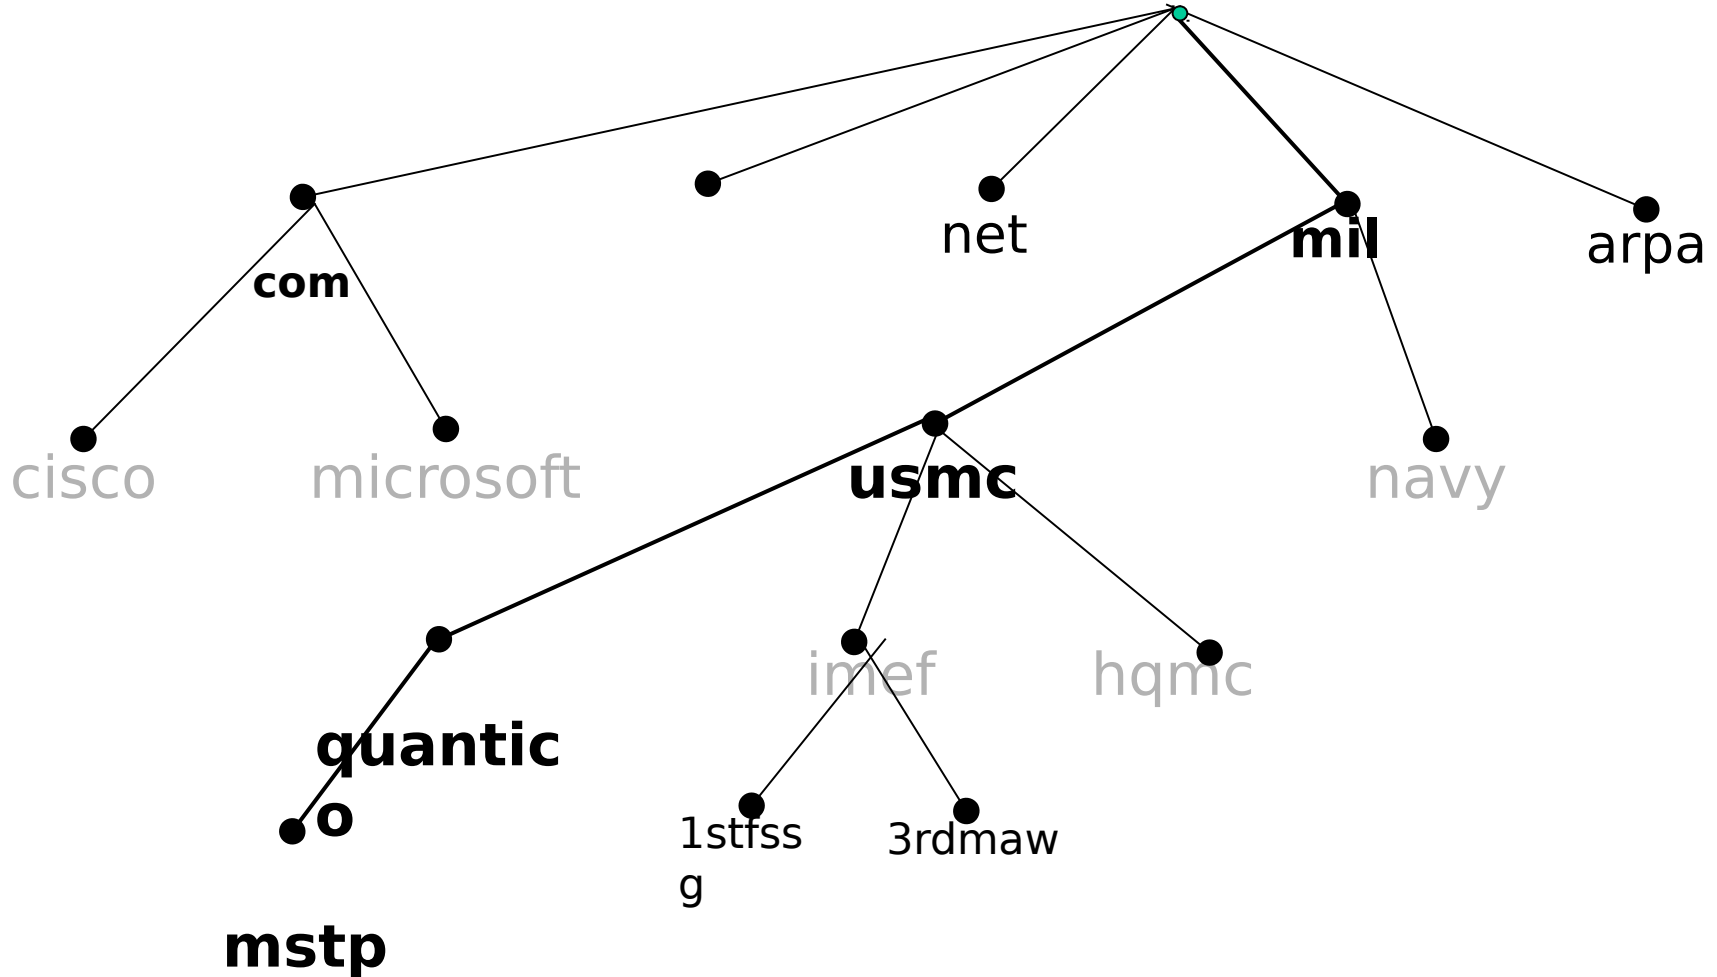 net
mil
arpa
com
cisco
microsoft
usmc
navy
imef
hqmc
quantic
o
1stfss
g
3rdmaw
mstp